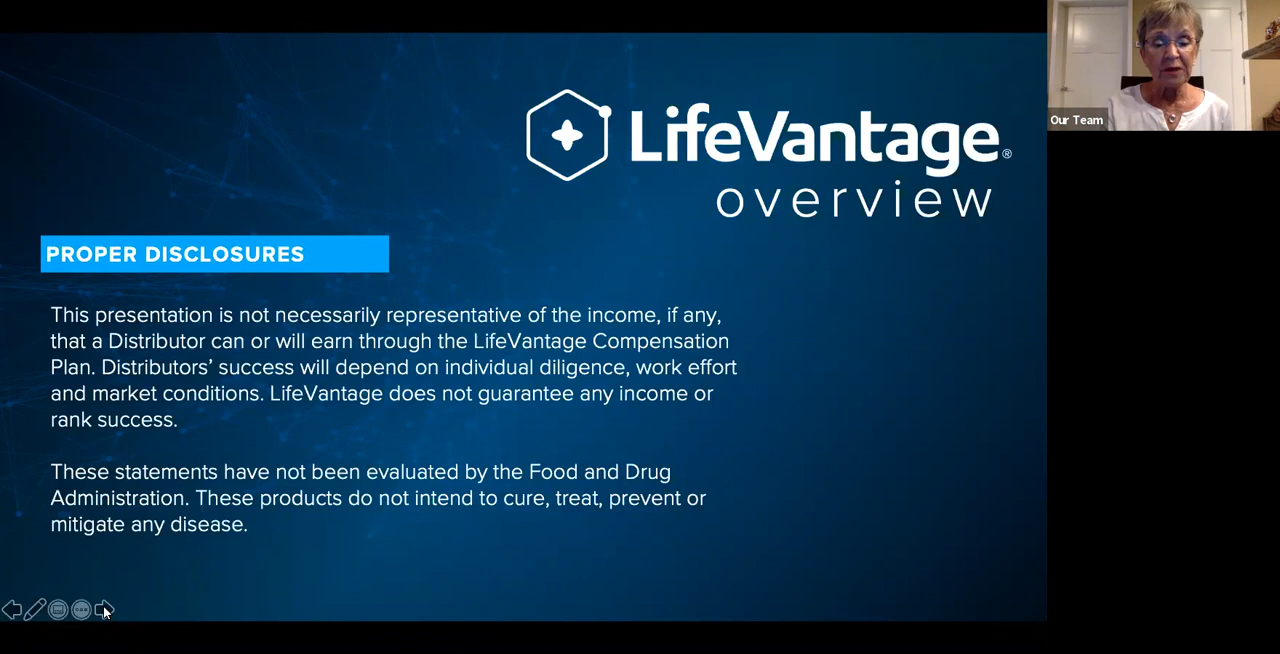 LifeVantage®
overview
Our Team
PROPER DISCLOSURES
This presentation is not necessarily representative of the income, if any,
that a Distributor can or will earn through the LifeVantage Compensation
Plan. Distributors’ success will depend on individual diligence, work effort
and market conditions. LifeVantage does not guarantee any income or
rank success.
These statements have not been evaluated by the Food and Drug
Administration. These products do not intend to cure, treat, prevent or
mitigate any disease.